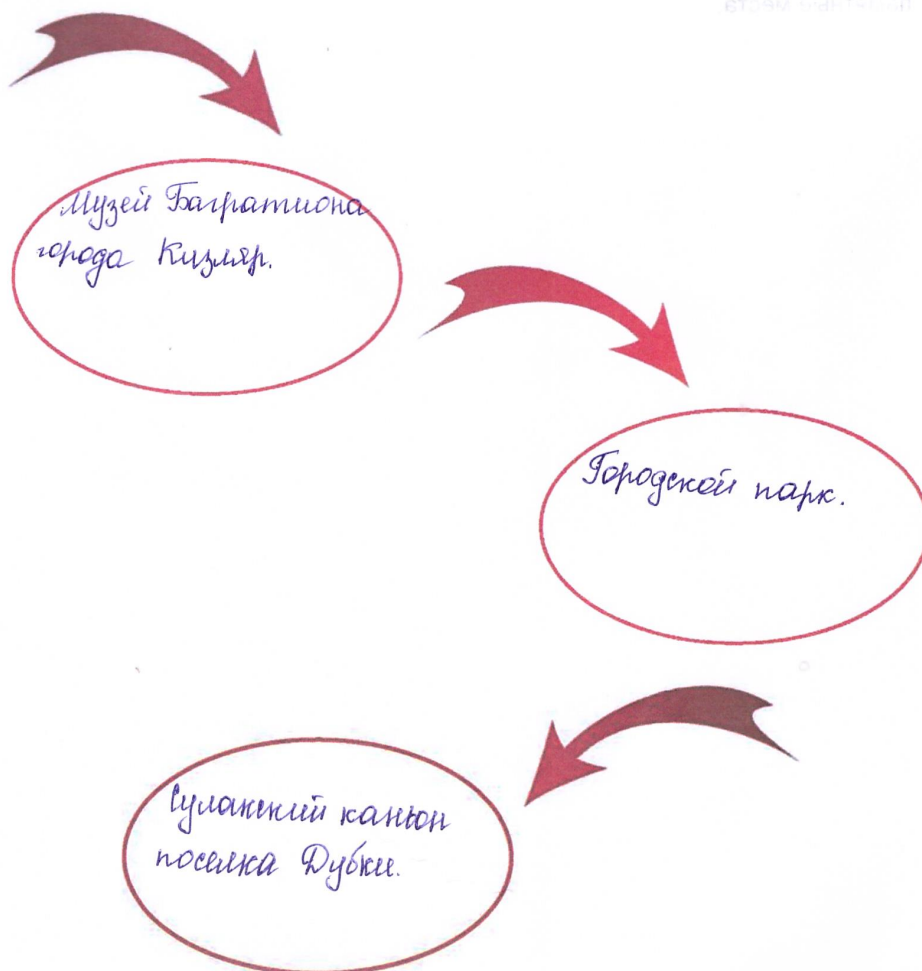 Музей Багратиона
города Кизляр.
Городской парк.
Сулакский каньон
поселка Дубки.